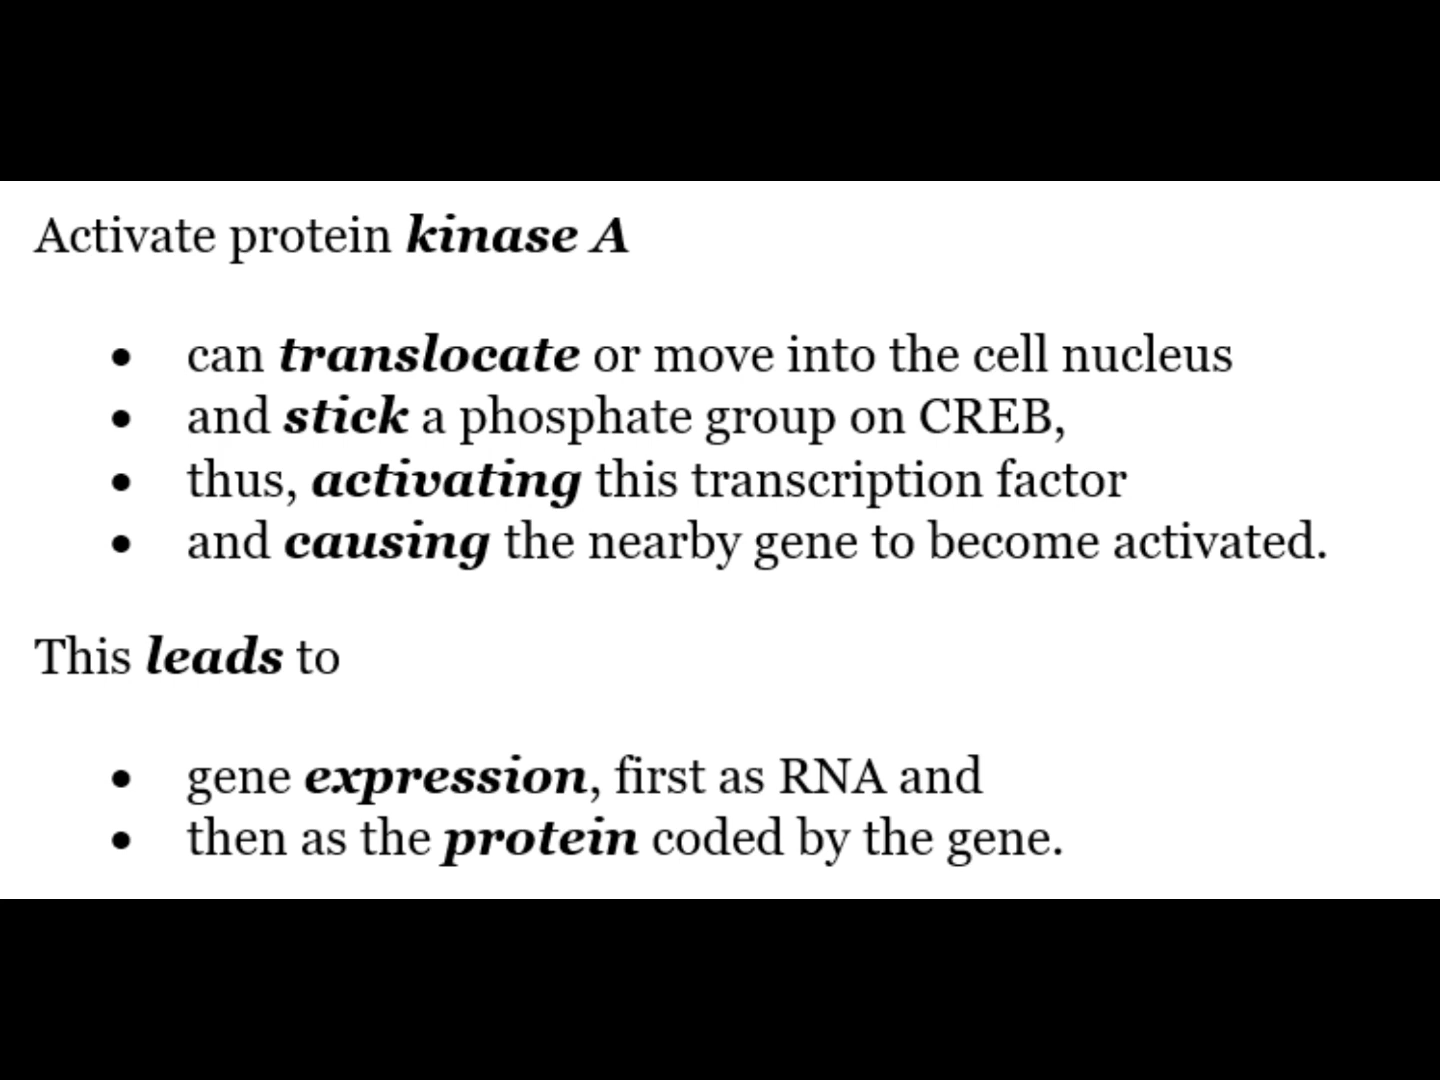 Activate protein kinase A
• can translocate or move into the cell nucleus
• and stick a phosphate group on CREB,
• thus, activating this transcription factor
• and causing the nearby gene to become activated.
This leads to
• gene expression, first as RNA and
• then as the protein coded by the gene.